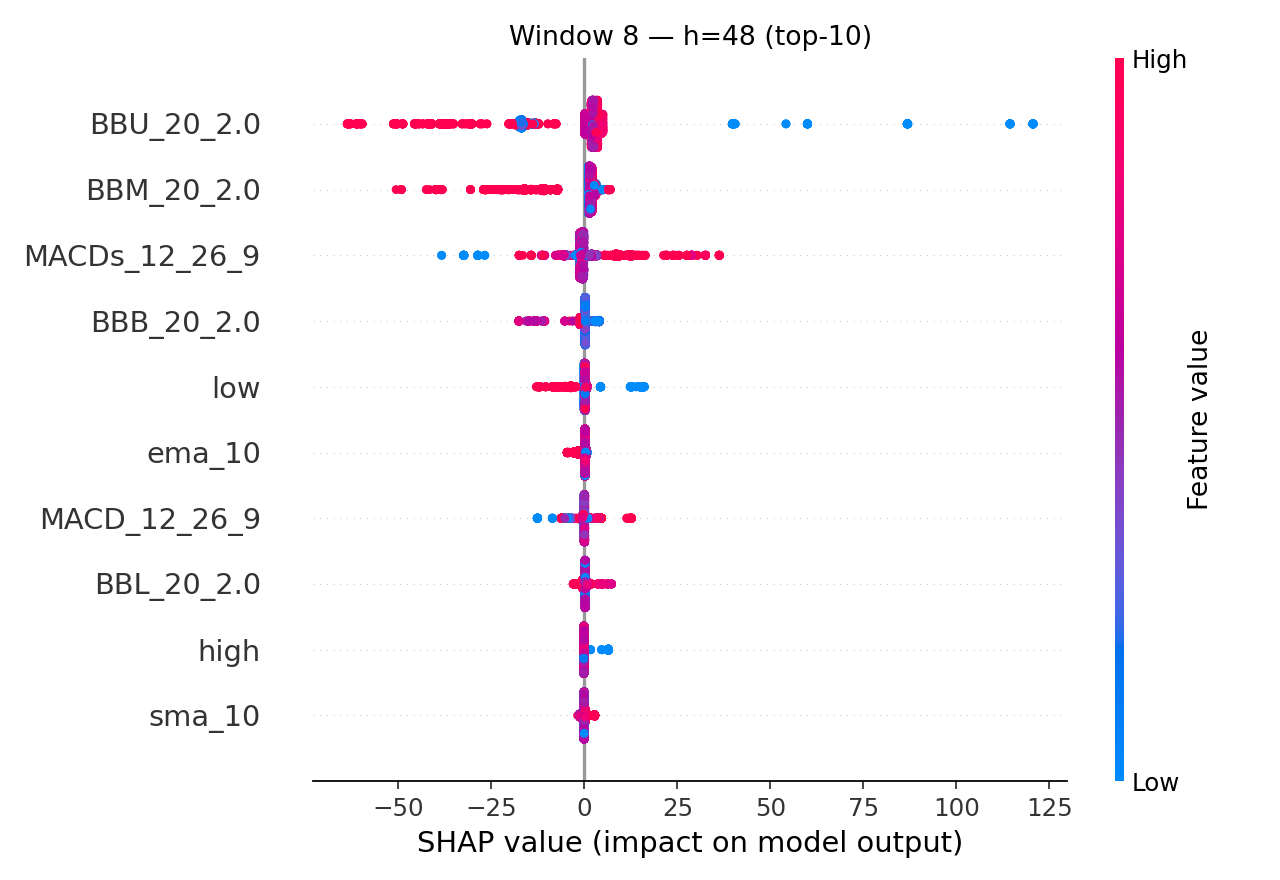 Window 8 — h=48 (top-10)
High
BBU_20_2.0
BBM_20_2.0
MACDs_12_26_9
BBB_20_2.0
low
ema_10
MACD_12_26_9
BBL_20_2.0
high
sma_10
Feature value
Low
−50 −25 0 25 50 75 100 125
SHAP value (impact on model output)